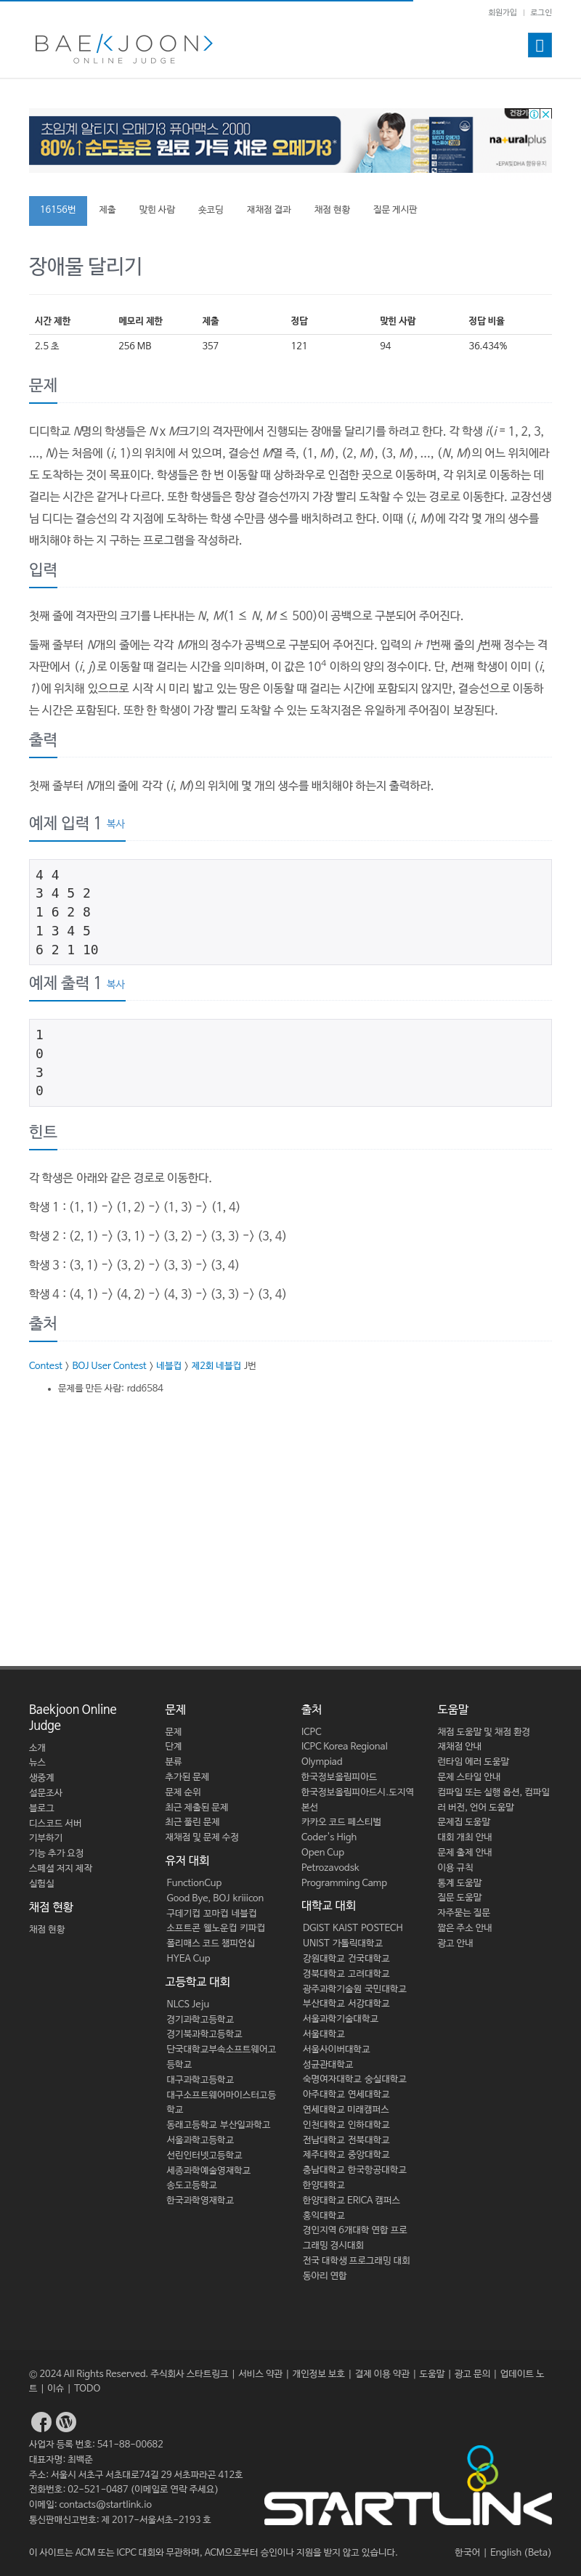 회원가입 | 로그인
BAEKJOON>
ONLINE JUDGE
초임계 알티지 오메가3 퓨어맥스 2000
80%↑순도높은 원료 가득 채운 오메가3*
건강기
naturalplus
*EPA및DHA 함유유지
16156번 제출 맞힌 사람 숏코딩 재채점 결과 채점 현황 질문 게시판
장애물 달리기
시간 제한 메모리 제한 제출 정답 맞힌 사람 정답 비율
2.5 초 256 MB 357 121 94 36.434%
문제
디디학교 N명의 학생들은 N x M크기의 격자판에서 진행되는 장애물 달리기를 하려고 한다. 각 학생 i(i = 1, 2, 3,
..., N)는 처음에 (i, 1)의 위치에 서 있으며, 결승선 M열 즉, (1, M), (2, M), (3, M), ..., (N, M)의 어느 위치에라
도 도착하는 것이 목표이다. 학생들은 한 번 이동할 때 상하좌우로 인접한 곳으로 이동하며, 각 위치로 이동하는 데
걸리는 시간은 같거나 다르다. 또한 학생들은 항상 결승선까지 가장 빨리 도착할 수 있는 경로로 이동한다. 교장선생
님 디디는 결승선의 각 지점에 도착하는 학생 수만큼 생수를 배치하려고 한다. 이때 (i, M)에 각각 몇 개의 생수를
배치해야 하는 지 구하는 프로그램을 작성하라.
입력
첫째 줄에 격자판의 크기를 나타내는 N, M(1 ≤ N, M ≤ 500)이 공백으로 구분되어 주어진다.
둘째 줄부터 N개의 줄에는 각각 M개의 정수가 공백으로 구분되어 주어진다. 입력의 i+1번째 줄의 j번째 정수는 격
자판에서 (i, j)로 이동할 때 걸리는 시간을 의미하며, 이 값은 10⁴ 이하의 양의 정수이다. 단, i번째 학생이 이미 (i,
1)에 위치해 있으므로 시작 시 미리 밟고 있는 땅은 이동할 때 걸리는 시간에 포함되지 않지만, 결승선으로 이동하
는 시간은 포함된다. 또한 한 학생이 가장 빨리 도착할 수 있는 도착지점은 유일하게 주어짐이 보장된다.
출력
첫째 줄부터 N개의 줄에 각각 (i, M)의 위치에 몇 개의 생수를 배치해야 하는지 출력하라.
예제 입력 1 복사
4 4
3 4 5 2
1 6 2 8
1 3 4 5
6 2 1 10
예제 출력 1 복사
1
0
3
0
힌트
각 학생은 아래와 같은 경로로 이동한다.
학생 1 : (1, 1) -> (1, 2) -> (1, 3) -> (1, 4)
학생 2 : (2, 1) -> (3, 1) -> (3, 2) -> (3, 3) -> (3, 4)
학생 3 : (3, 1) -> (3, 2) -> (3, 3) -> (3, 4)
학생 4 : (4, 1) -> (4, 2) -> (4, 3) -> (3, 3) -> (3, 4)
출처
Contest > BOJ User Contest > 네블컵 > 제2회 네블컵 J번
• 문제를 만든 사람: rdd6584
Baekjoon Online
Judge
소개
뉴스
생중계
설문조사
블로그
디스코드 서버
기부하기
기능 추가 요청
스페셜 저지 제작
실험실
채점 현황
채점 현황
문제
문제
단계
분류
추가된 문제
문제 순위
최근 제출된 문제
최근 풀린 문제
재채점 및 문제 수정
유저 대회
FunctionCup
Good Bye, BOJ kriiicon
구데기컵 꼬마컵 네블컵
소프트콘 웰노운컵 키파컵
폴리매스 코드 챔피언십
HYEA Cup
고등학교 대회
NLCS Jeju
경기과학고등학교
경기북과학고등학교
단국대학교부속소프트웨어고
등학교
대구과학고등학교
대구소프트웨어마이스터고등
학교
동래고등학교 부산일과학고
서울과학고등학교
선린인터넷고등학교
세종과학예술영재학교
송도고등학교
한국과학영재학교
출처
ICPC
ICPC Korea Regional
Olympiad
한국정보올림피아드
한국정보올림피아드시.도지역
본선
카카오 코드 페스티벌
Coder's High
Open Cup
Petrozavodsk
Programming Camp
대학교 대회
DGIST KAIST POSTECH
UNIST 가톨릭대학교
강원대학교 건국대학교
경북대학교 고려대학교
광주과학기술원 국민대학교
부산대학교 서강대학교
서울과학기술대학교
서울대학교
서울사이버대학교
성균관대학교
숙명여자대학교 숭실대학교
아주대학교 연세대학교
연세대학교 미래캠퍼스
인천대학교 인하대학교
전남대학교 전북대학교
제주대학교 중앙대학교
충남대학교 한국항공대학교
한양대학교
한양대학교 ERICA 캠퍼스
홍익대학교
경인지역 6개대학 연합 프로
그래밍 경시대회
전국 대학생 프로그래밍 대회
동아리 연합
도움말
채점 도움말 및 채점 환경
재채점 안내
런타임 에러 도움말
문제 스타일 안내
컴파일 또는 실행 옵션, 컴파일
러 버전, 언어 도움말
문제집 도움말
대회 개최 안내
문제 출제 안내
이용 규칙
통계 도움말
질문 도움말
자주묻는 질문
짧은 주소 안내
광고 안내
© 2024 All Rights Reserved. 주식회사 스타트링크 | 서비스 약관 | 개인정보 보호 | 결제 이용 약관 | 도움말 | 광고 문의 | 업데이트 노
트 | 이슈 | TODO
사업자 등록 번호: 541-88-00682
대표자명: 최백준
주소: 서울시 서초구 서초대로74길 29 서초파라곤 412호
전화번호: 02-521-0487 (이메일로 연락 주세요)
이메일: contacts@startlink.io
통신판매신고번호: 제 2017-서울서초-2193 호
STARTLINK
이 사이트는 ACM 또는 ICPC 대회와 무관하며, ACM으로부터 승인이나 지원을 받지 않고 있습니다.
한국어 | English (Beta)